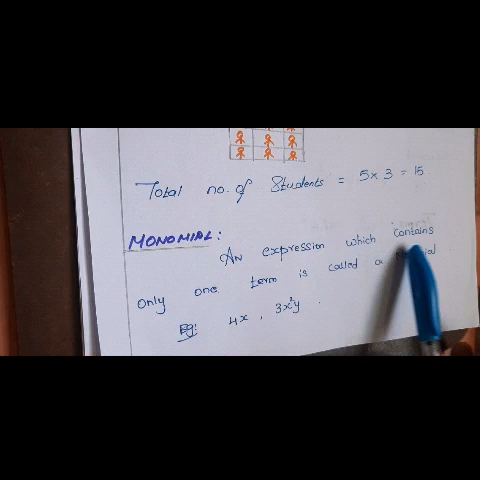 Total no. of Students = 5 x 3 = 15.
MONOMIAL:
An expression which contains
only one term is called a
Eg: 4x, 3x²y.